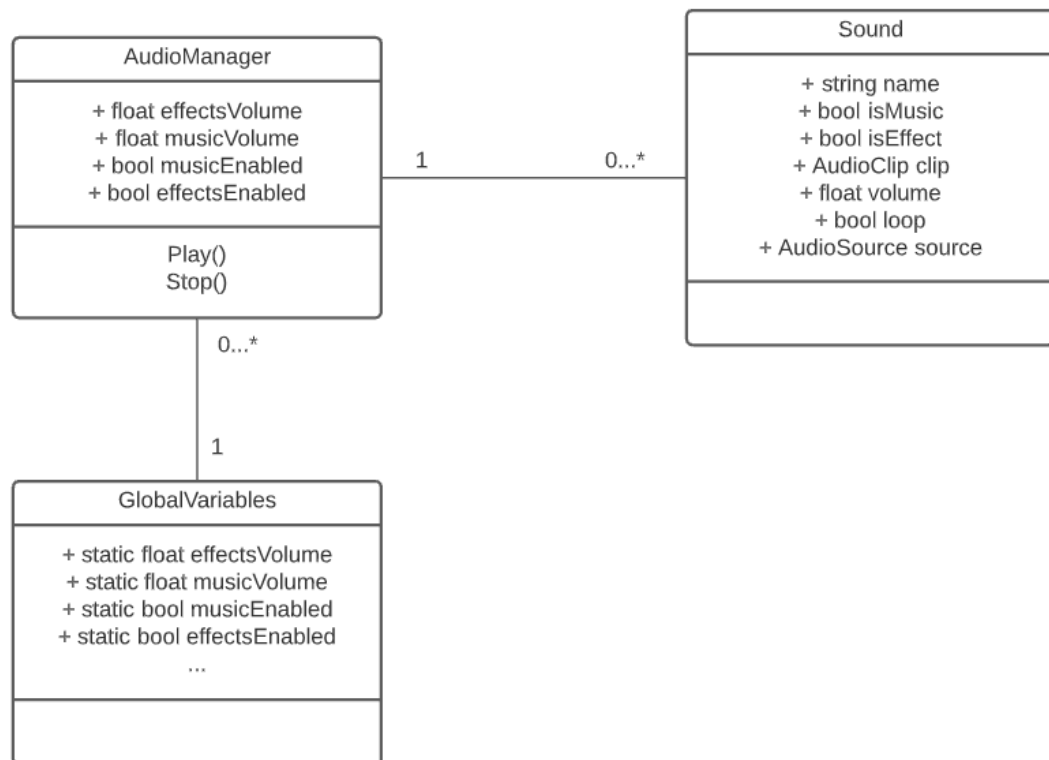 AudioManager
+ float effectsVolume
+ float musicVolume
+ bool musicEnabled
+ bool effectsEnabled
Play()
Stop()
1
0...*
Sound
+ string name
+ bool isMusic
+ bool isEffect
+ AudioClip clip
+ float volume
+ bool loop
+ AudioSource source
0...*
1
GlobalVariables
+ static float effectsVolume
+ static float musicVolume
+ static bool musicEnabled
+ static bool effectsEnabled
...